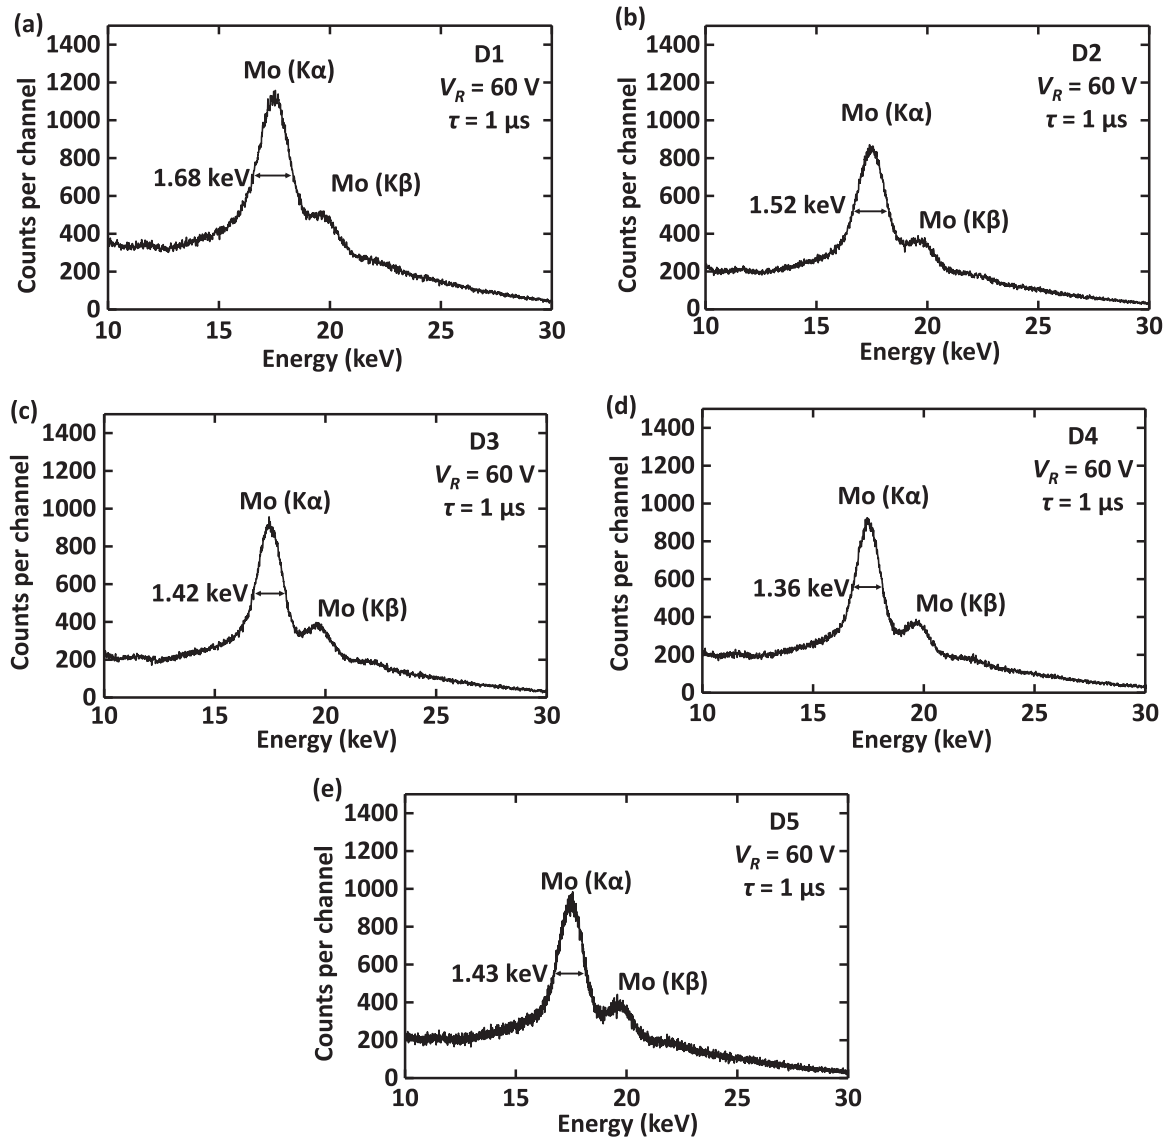 (a)
1400
1200
1000
800
600
400
200
0
Counts per channel
Mo (Kα)
D1
V_R = 60 V
τ = 1 μs
1.68 keV
Mo (Kβ)
10 15 20 25 30
Energy (keV)
(b)
1400
1200
1000
800
600
400
200
0
Counts per channel
D2
V_R = 60 V
τ = 1 μs
Mo (Kα)
1.52 keV
Mo (Kβ)
10 15 20 25 30
Energy (keV)
(c)
1400
1200
1000
800
600
400
200
0
Counts per channel
D3
V_R = 60 V
τ = 1 μs
Mo (Kα)
1.42 keV
Mo (Kβ)
10 15 20 25 30
Energy (keV)
(d)
1400
1200
1000
800
600
400
200
0
Counts per channel
D4
V_R = 60 V
τ = 1 μs
Mo (Kα)
1.36 keV
Mo (Kβ)
10 15 20 25 30
Energy (keV)
(e)
1400
1200
1000
800
600
400
200
0
Counts per channel
D5
V_R = 60 V
τ = 1 μs
Mo (Kα)
1.43 keV
Mo (Kβ)
10 15 20 25 30
Energy (keV)